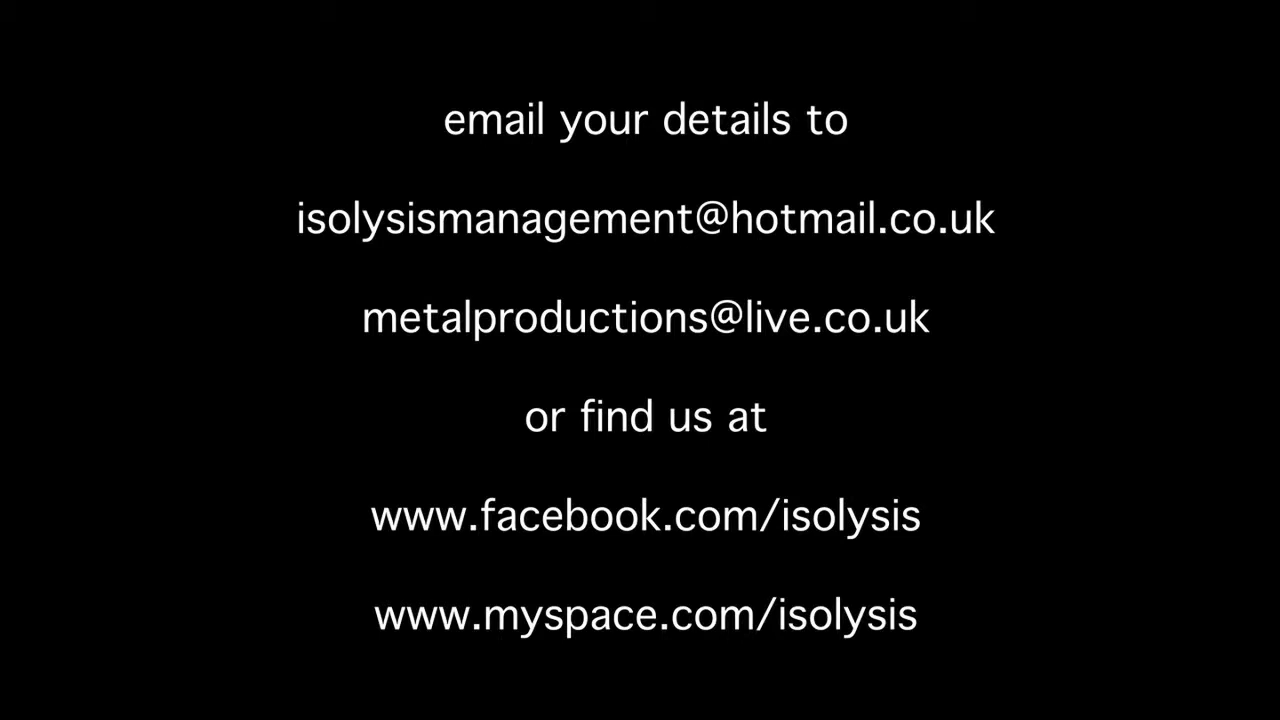 email your details to
isolysismanagement@hotmail.co.uk
metalproductions@live.co.uk
or find us at
www.facebook.com/isolysis
www.myspace.com/isolysis